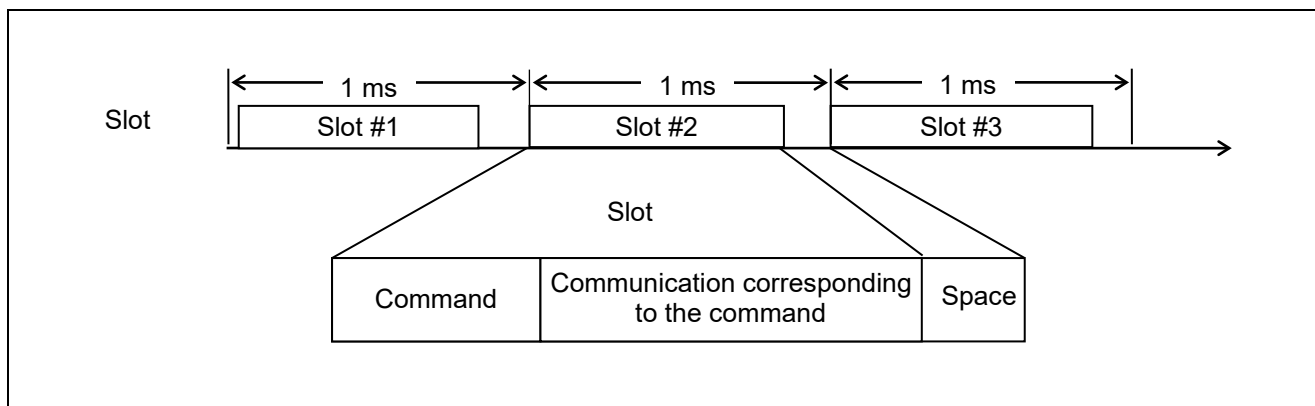 1 ms 1 ms 1 ms
Slot Slot #1 Slot #2 Slot #3
Slot
Command Communication corresponding to the command Space